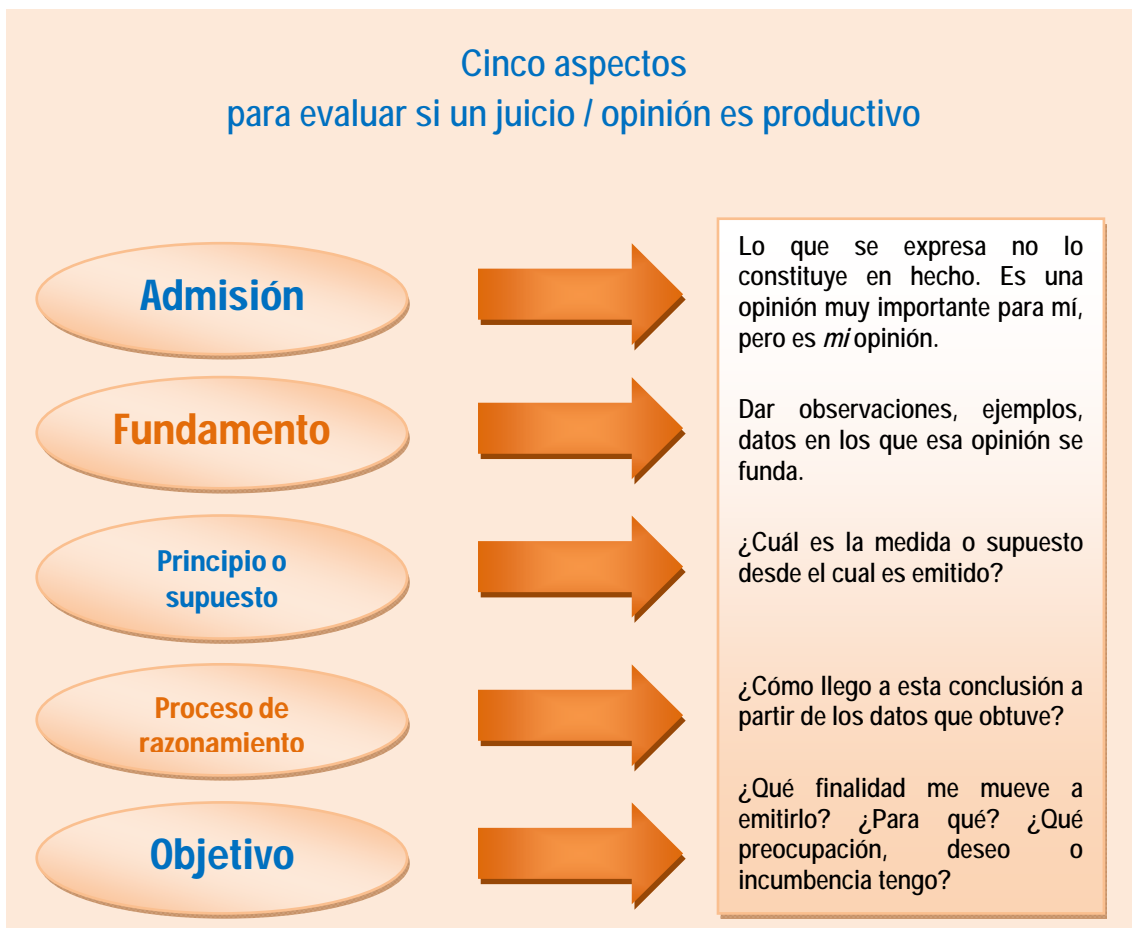 Cinco aspectos
para evaluar si un juicio / opinión es productivo
Admisión
Lo que se expresa no lo
constituye en hecho. Es una
opinión muy importante para mí,
pero es mi opinión.
Fundamento
Dar observaciones, ejemplos,
datos en los que esa opinión se
funda.
Principio o
supuesto
¿Cuál es la medida o supuesto
desde el cual es emitido?
Proceso de
razonamiento
¿Cómo llego a esta conclusión a
partir de los datos que obtuve?
Objetivo
¿Qué finalidad me mueve a
emitirlo? ¿Para qué? ¿Qué
preocupación, deseo o
incumbencia tengo?